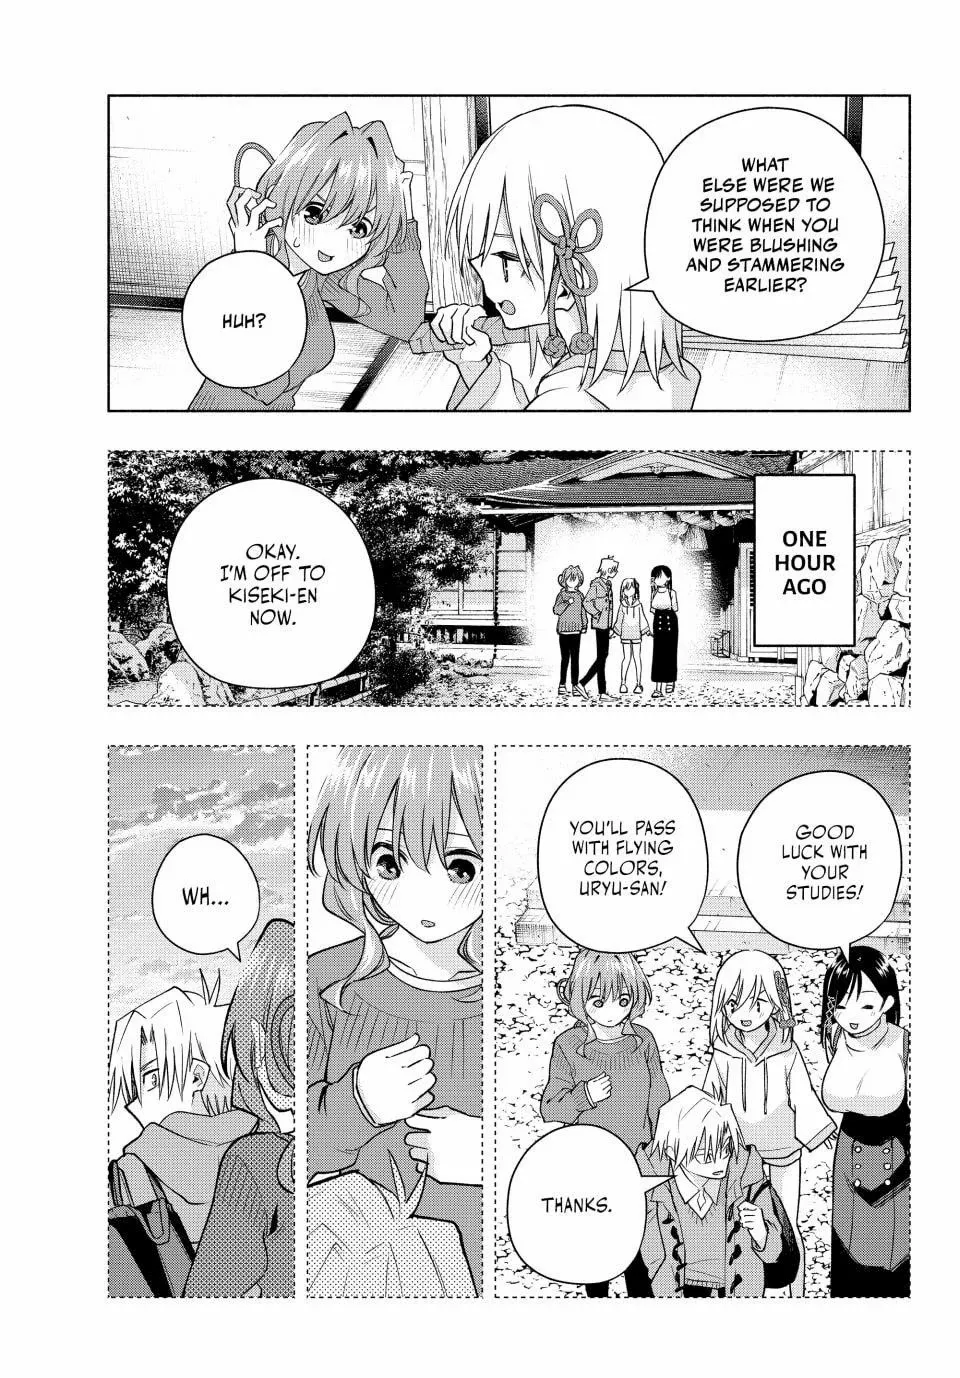 WHAT
ELSE WERE WE
SUPPOSED TO
THINK WHEN YOU
WERE BLUSHING
AND STAMMERING
EARLIER?
HUH?
ONE
HOUR
AGO
OKAY.
I'M OFF TO
KISEKI-EN
NOW.
GOOD
LUCK WITH
YOUR
STUDIES!
YOU'LL PASS
WITH FLYING
COLORS,
URYU-SAN!
THANKS.
WH...